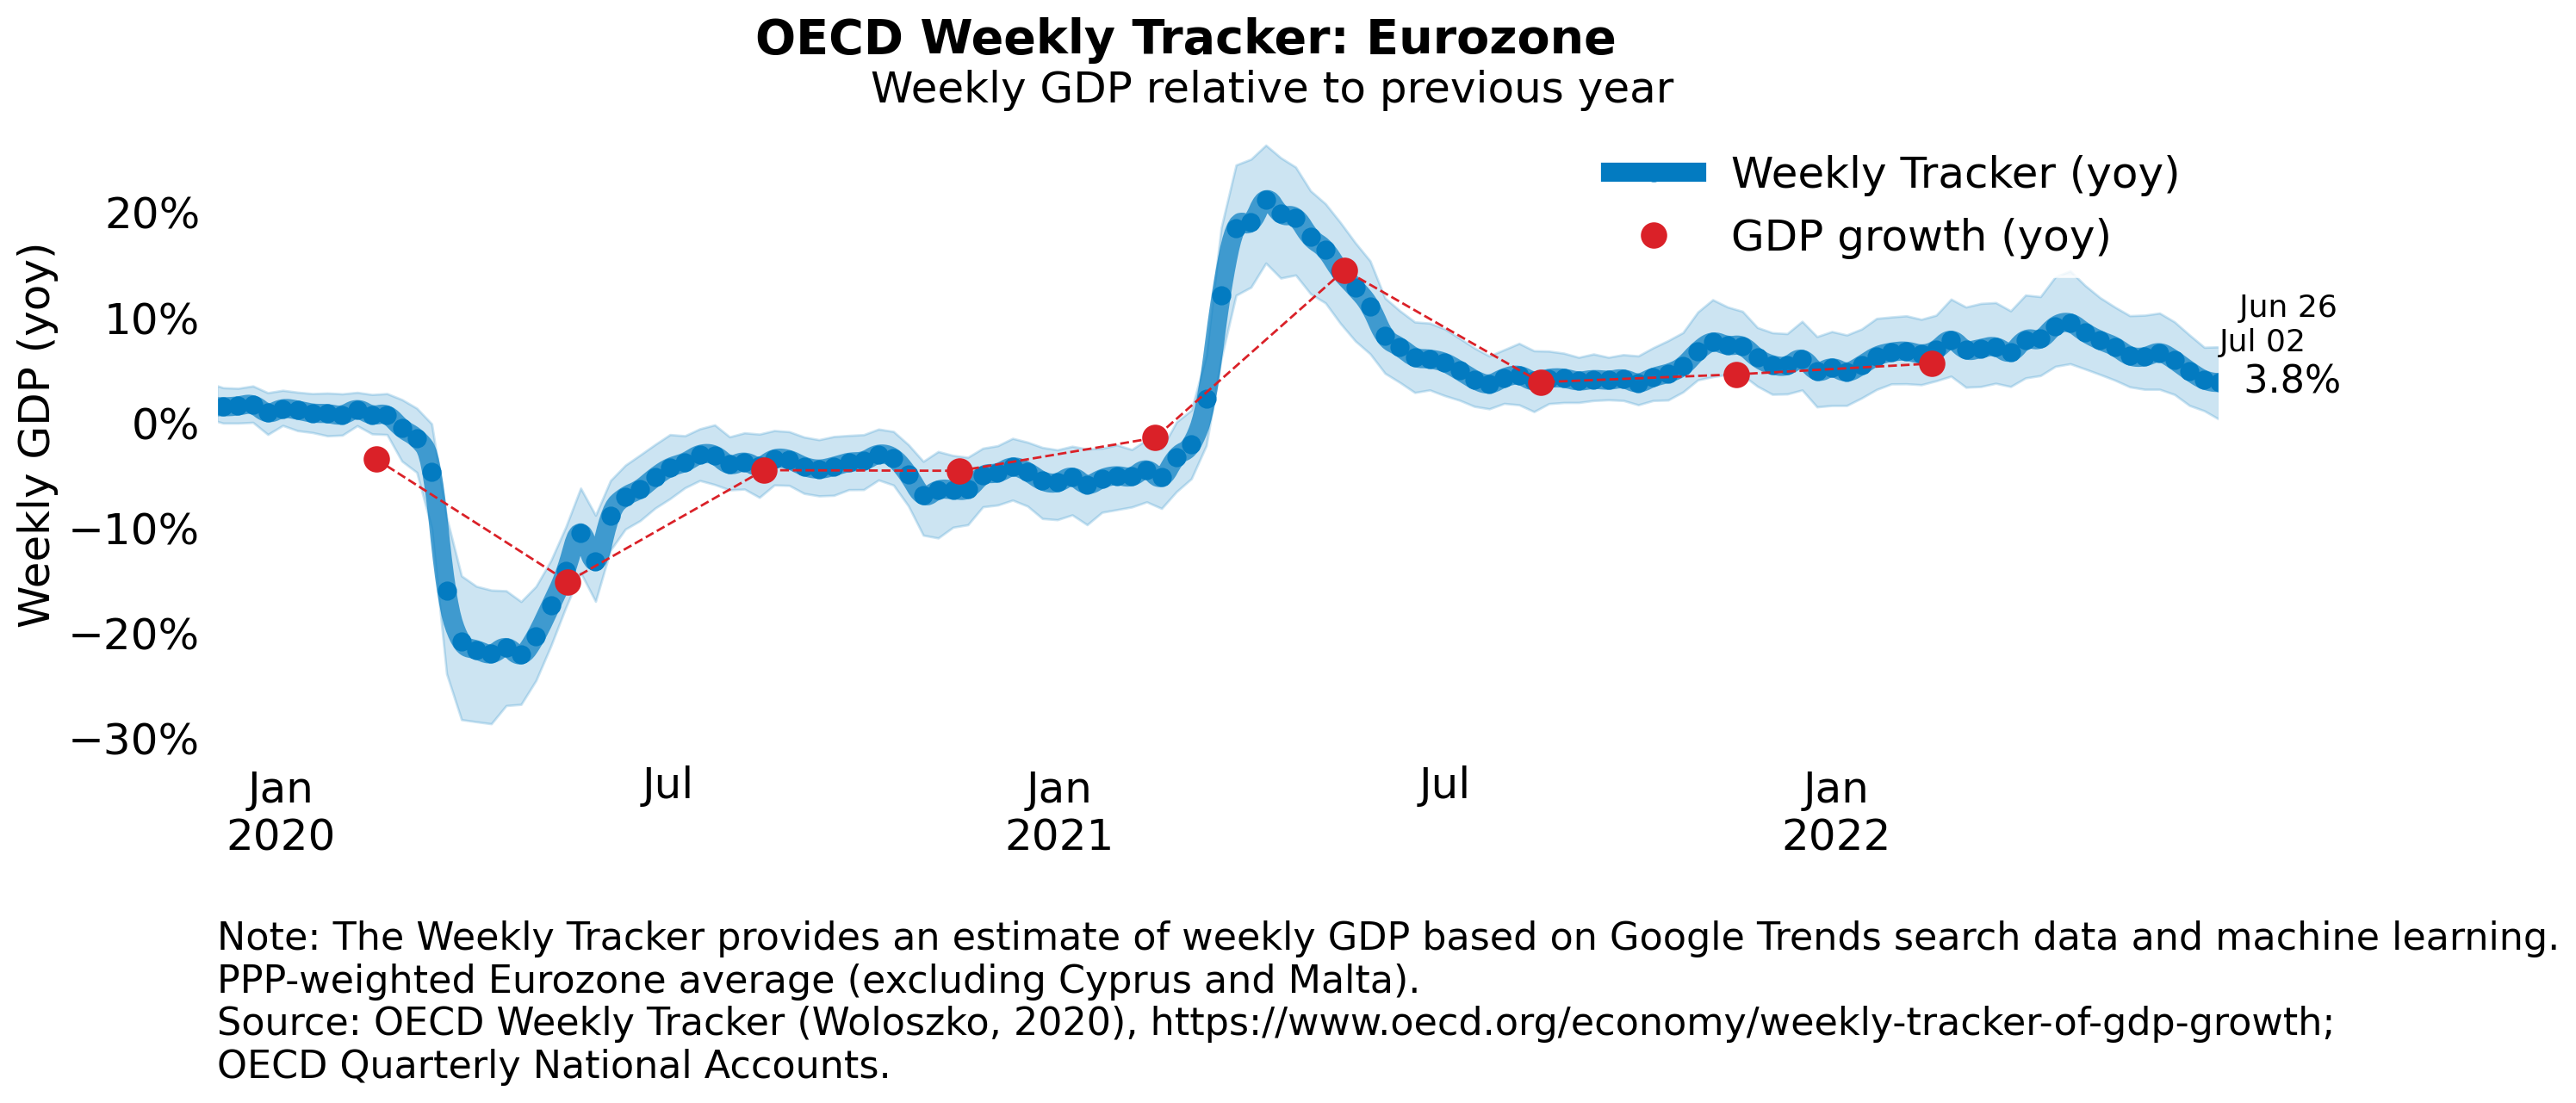 OECD Weekly Tracker: Eurozone
Weekly GDP relative to previous year
Weekly Tracker (yoy)
GDP growth (yoy)
Weekly GDP (yoy)
20%
10%
0%
−10%
−20%
−30%
Jun 26
Jul 02
3.8%
Jan
2020
Jul
Jan
2021
Jul
Jan
2022
Note: The Weekly Tracker provides an estimate of weekly GDP based on Google Trends search data and machine learning.
PPP-weighted Eurozone average (excluding Cyprus and Malta).
Source: OECD Weekly Tracker (Woloszko, 2020), https://www.oecd.org/economy/weekly-tracker-of-gdp-growth;
OECD Quarterly National Accounts.